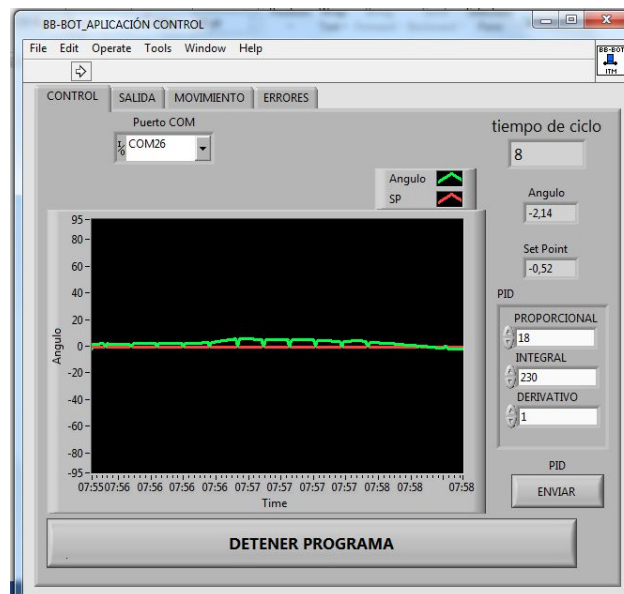 BB-BOT_APLICACIÓN CONTROL
File Edit Operate Tools Window Help
BB-BOT
ITM
CONTROL SALIDA MOVIMIENTO ERRORES
Puerto COM
COM26
tiempo de ciclo
8
Angulo
SP
Angulo
-2,14
Set Point
-0,52
PID
PROPORCIONAL
18
INTEGRAL
230
DERIVATIVO
1
PID
ENVIAR
Angulo
95
80
60
40
20
0
-20
-40
-60
-80
-95
07:55 07:56 07:56 07:56 07:56 07:57 07:57 07:57 07:57 07:58 07:58 07:58
Time
DETENER PROGRAMA